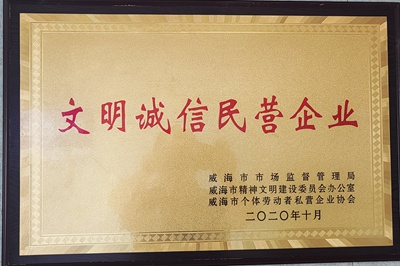 文明诚信民营企业
威海市市场监督管理局
威海市精神文明建设委员会办公室
威海市个体劳动者私营企业协会
二〇二〇年十月